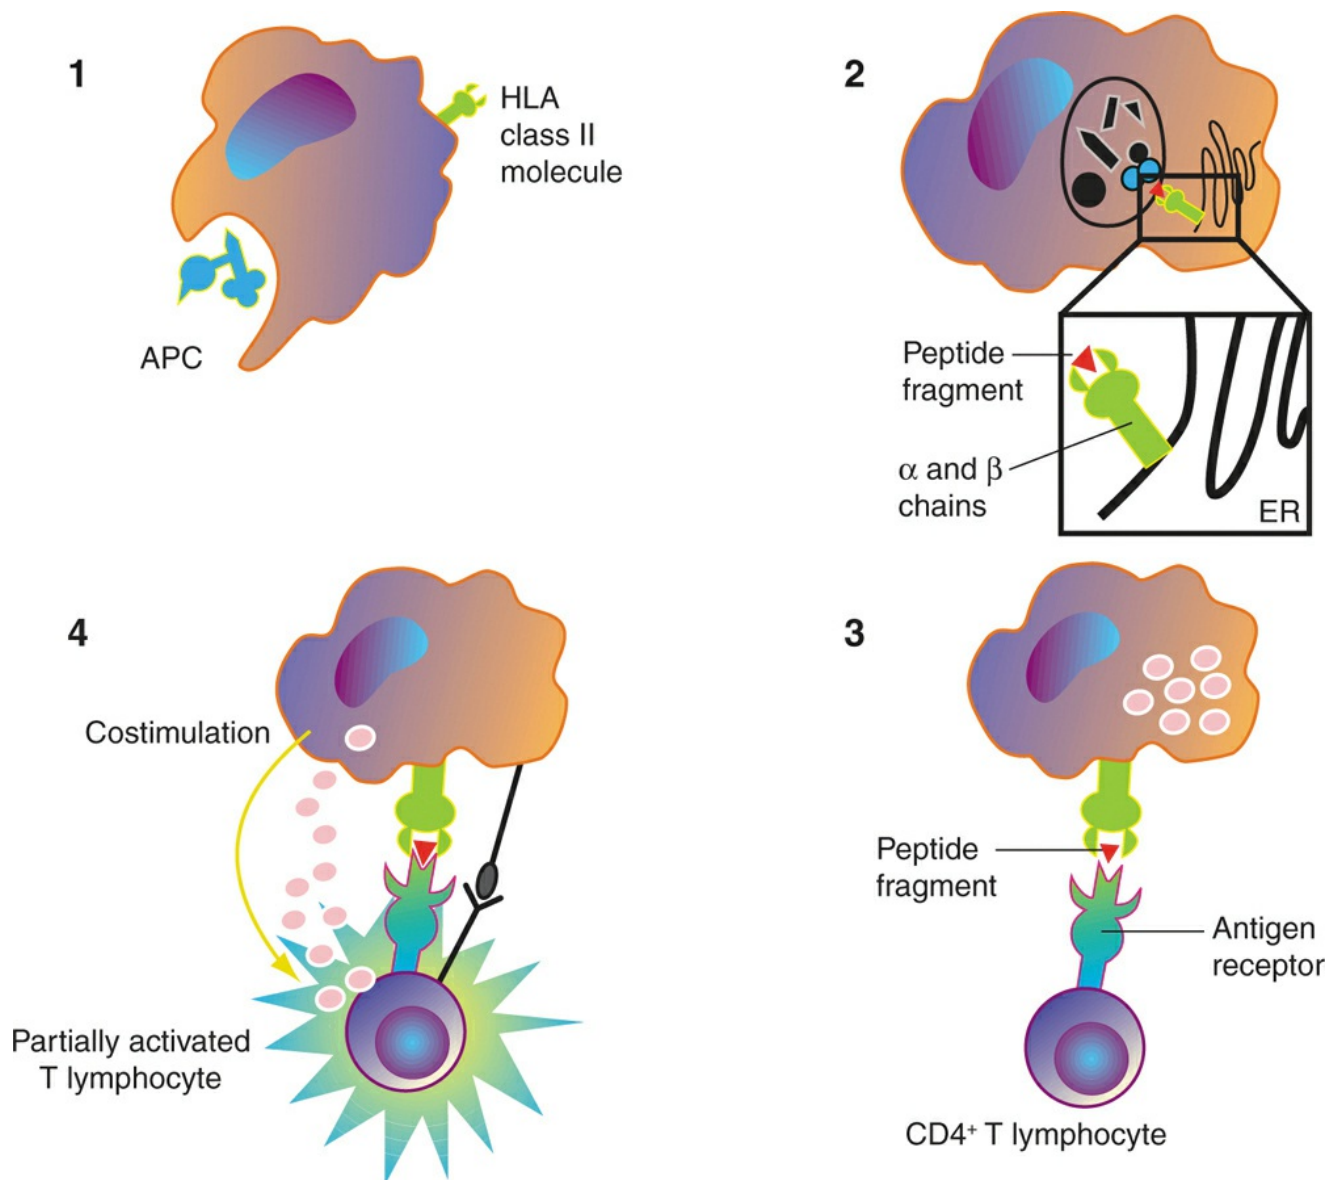 1
HLA
class II
molecule
APC
2
Peptide
fragment
α and β
chains
ER
4
Costimulation
Partially activated
T lymphocyte
3
Peptide
fragment
Antigen
receptor
CD4⁺ T lymphocyte